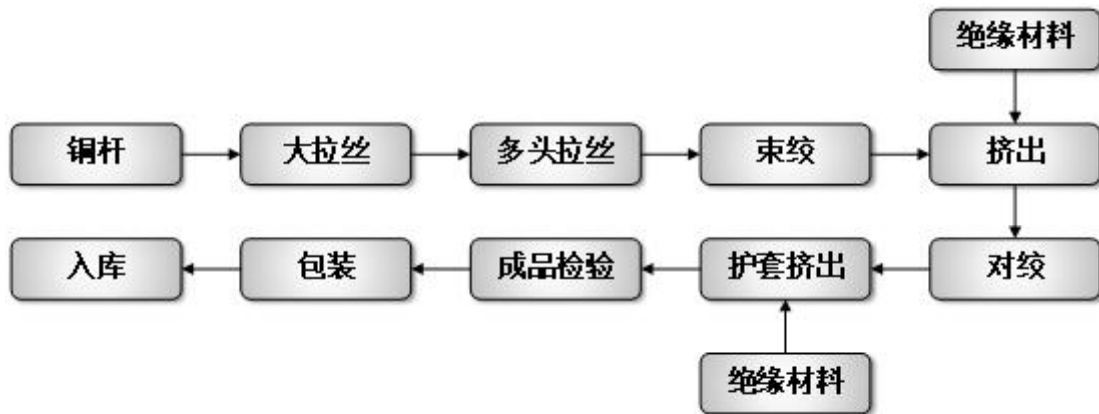 绝缘材料
铜杆
大拉丝
多头拉丝
束绞
挤出
入库
包装
成品检验
护套挤出
对绞
绝缘材料